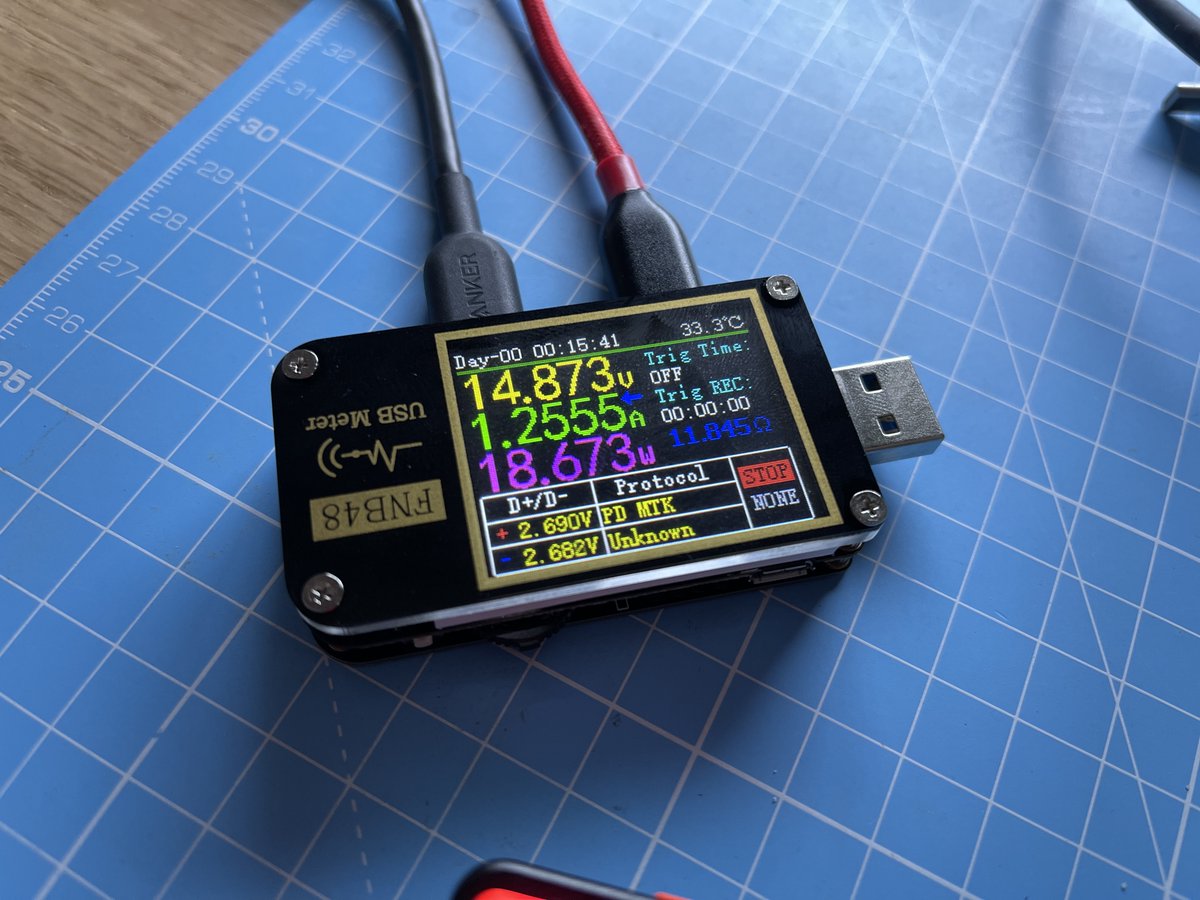 32
31
30
29
28
27
26
25
ANKER
Day-00 00:15:41
33.3℃
14.873V
1.2555A
18.673W
Trig Time:
OFF
Trig REC:
00:00:00
11.845Ω
D+/D-
Protocol
STOP
+ 2.690V
PD MTK
NONE
- 2.682V
Unknown
USB Meter
FNB48